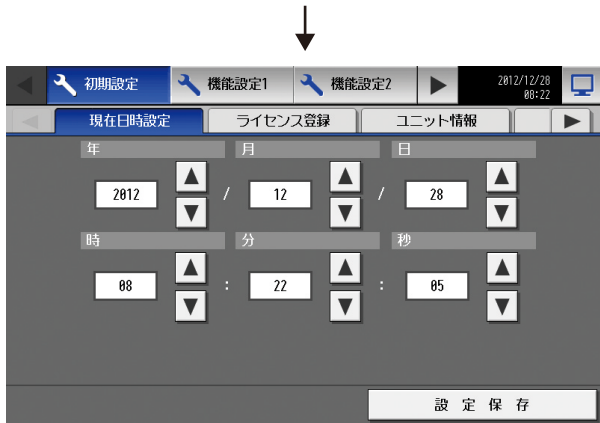 初期設定 機能設定1 機能設定2 2012/12/28
08:22
現在日時設定 ライセンス登録 ユニット情報
年 月 日
2012 / 12 / 28
時 分 秒
08 : 22 : 05
設定保存